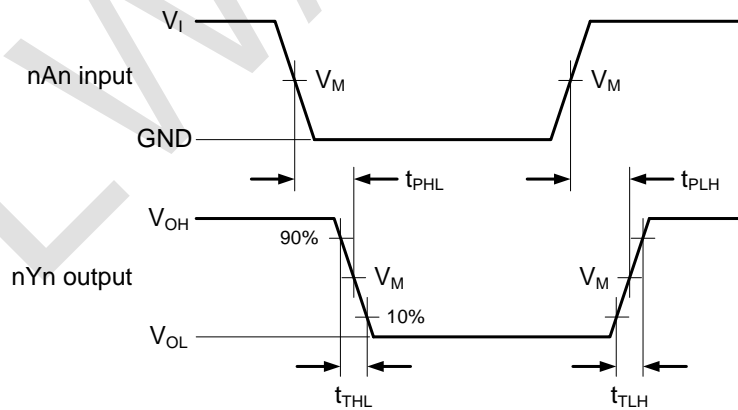 V_I
nAn input
V_M
V_M
GND
t_PHL
t_PLH
V_OH
90%
nYn output
V_M
V_M
10%
V_OL
t_THL
t_TLH